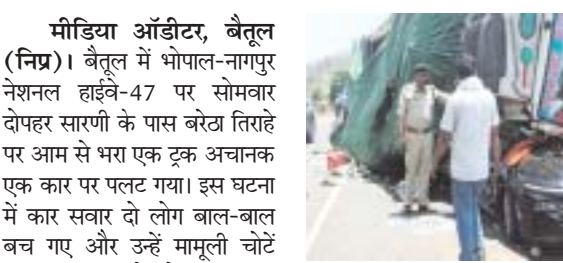 मीडिया ऑडीटर, बैतूल
(निप्र)। बैतूल में भोपाल-नागपुर
नेशनल हाईवे-47 पर सोमवार
दोपहर सारणी के पास बरेठा तिराहे
पर आम से भरा एक ट्रक अचानक
एक कार पर पलट गया। इस घटना
में कार सवार दो लोग बाल-बाल
बच गए और उन्हें मामूली चोटें